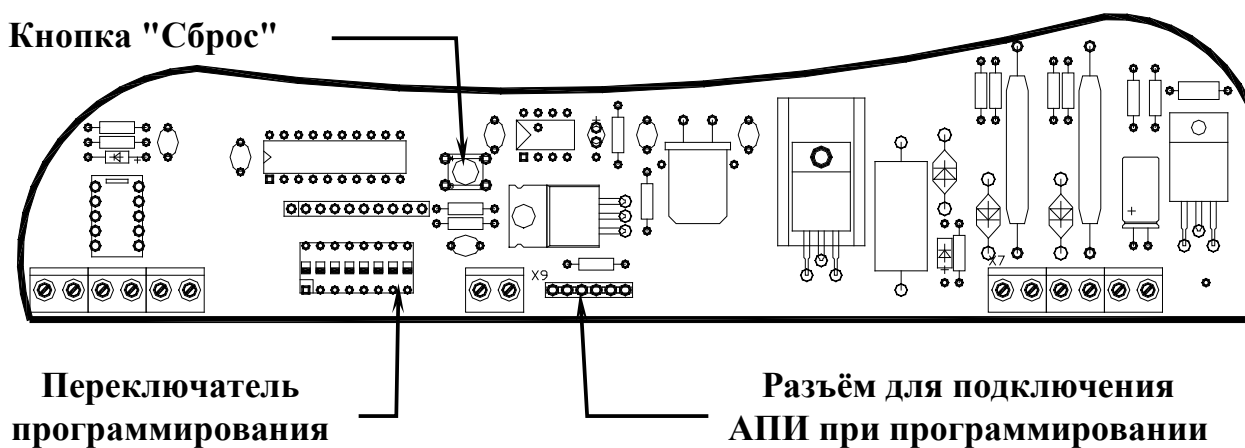 Кнопка "Сброс"
X9
X7
Переключатель
программирования
Разъём для подключения
АПИ при программировании